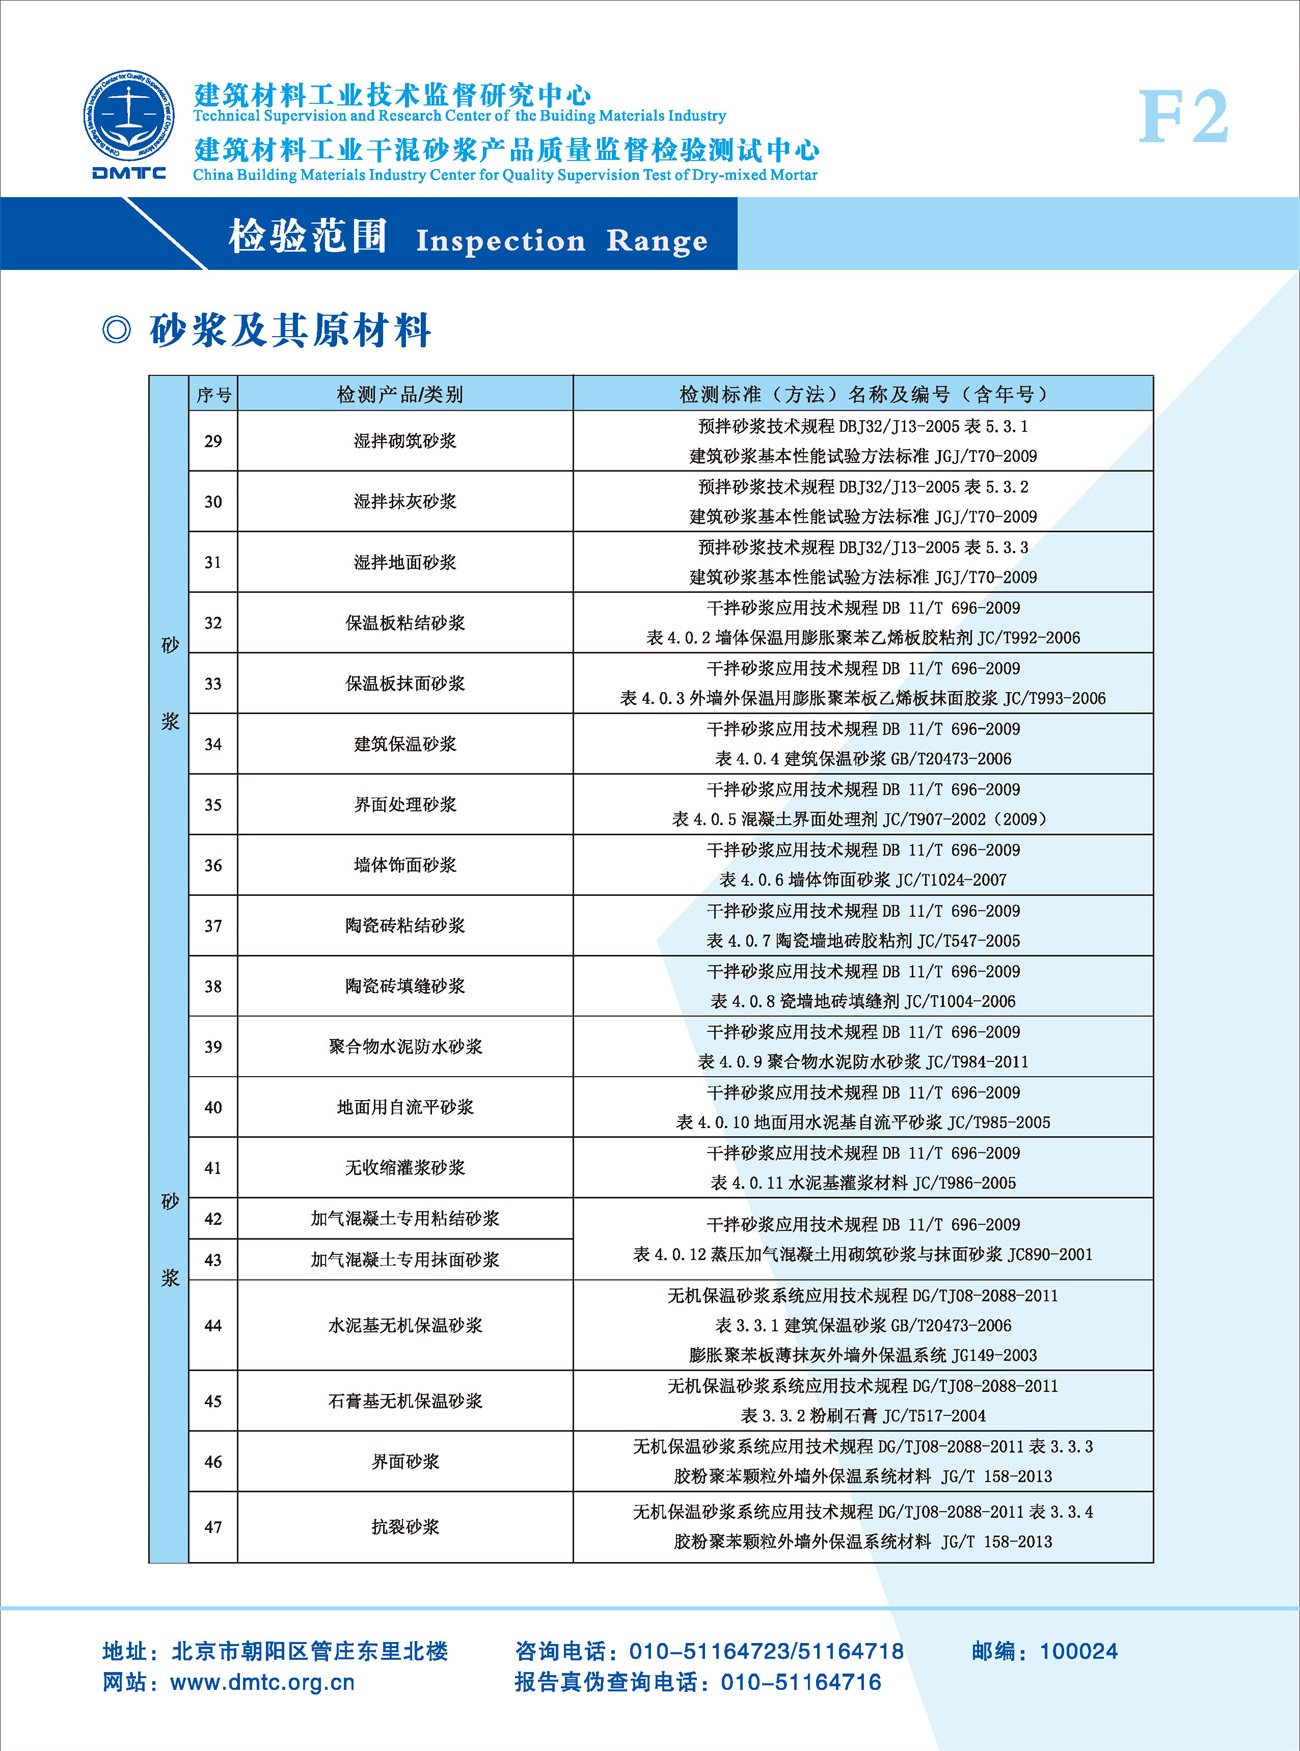 建筑材料工业技术监督研究中心
Technical Supervision and Research Center of the Buiding Materials Industry
建筑材料工业干混砂浆产品质量监督检验测试中心
China Building Materials Industry Center for Quality Supervision Test of Dry-mixed Mortar
DMTC
F2
检验范围 Inspection Range
◎ 砂浆及其原材料
序号 检测产品/类别 检测标准（方法）名称及编号（含年号）
砂浆
29 湿拌砌筑砂浆 预拌砂浆技术规程 DBJ32/J13-2005 表 5.3.1
建筑砂浆基本性能试验方法标准 JGJ/T70-2009
30 湿拌抹灰砂浆 预拌砂浆技术规程 DBJ32/J13-2005 表 5.3.2
建筑砂浆基本性能试验方法标准 JGJ/T70-2009
31 湿拌地面砂浆 预拌砂浆技术规程 DBJ32/J13-2005 表 5.3.3
建筑砂浆基本性能试验方法标准 JGJ/T70-2009
32 保温板粘结砂浆 干拌砂浆应用技术规程 DB 11/T 696-2009
表 4.0.2 墙体保温用膨胀聚苯乙烯板胶粘剂 JC/T992-2006
33 保温板抹面砂浆 干拌砂浆应用技术规程 DB 11/T 696-2009
表 4.0.3 外墙外保温用膨胀聚苯板乙烯板抹面胶浆 JC/T993-2006
34 建筑保温砂浆 干拌砂浆应用技术规程 DB 11/T 696-2009
表 4.0.4 建筑保温砂浆 GB/T20473-2006
35 界面处理砂浆 干拌砂浆应用技术规程 DB 11/T 696-2009
表 4.0.5 混凝土界面处理剂 JC/T907-2002（2009）
36 墙体饰面砂浆 干拌砂浆应用技术规程 DB 11/T 696-2009
表 4.0.6 墙体饰面砂浆 JC/T1024-2007
37 陶瓷砖粘结砂浆 干拌砂浆应用技术规程 DB 11/T 696-2009
表 4.0.7 陶瓷墙地砖胶粘剂 JC/T547-2005
38 陶瓷砖填缝砂浆 干拌砂浆应用技术规程 DB 11/T 696-2009
表 4.0.8 瓷墙地砖填缝剂 JC/T1004-2006
39 聚合物水泥防水砂浆 干拌砂浆应用技术规程 DB 11/T 696-2009
表 4.0.9 聚合物水泥防水砂浆 JC/T984-2011
40 地面用自流平砂浆 干拌砂浆应用技术规程 DB 11/T 696-2009
表 4.0.10 地面用水泥基自流平砂浆 JC/T985-2005
41 无收缩灌浆砂浆 干拌砂浆应用技术规程 DB 11/T 696-2009
表 4.0.11 水泥基灌浆材料 JC/T986-2005
砂浆
42 加气混凝土专用粘结砂浆 干拌砂浆应用技术规程 DB 11/T 696-2009
43 加气混凝土专用抹面砂浆 表 4.0.12 蒸压加气混凝土用砌筑砂浆与抹面砂浆 JC890-2001
44 水泥基无机保温砂浆 无机保温砂浆系统应用技术规程 DG/TJ08-2088-2011
表 3.3.1 建筑保温砂浆 GB/T20473-2006
膨胀聚苯板薄抹灰外墙外保温系统 JG149-2003
45 石膏基无机保温砂浆 无机保温砂浆系统应用技术规程 DG/TJ08-2088-2011
表 3.3.2 粉刷石膏 JC/T517-2004
46 界面砂浆 无机保温砂浆系统应用技术规程 DG/TJ08-2088-2011 表 3.3.3
胶粉聚苯颗粒外墙外保温系统材料 JG/T 158-2013
47 抗裂砂浆 无机保温砂浆系统应用技术规程 DG/TJ08-2088-2011 表 3.3.4
胶粉聚苯颗粒外墙外保温系统材料 JG/T 158-2013
地址：北京市朝阳区管庄东里北楼 咨询电话：010-51164723/51164718 邮编：100024
网站：www.dmtc.org.cn 报告真伪查询电话：010-51164716